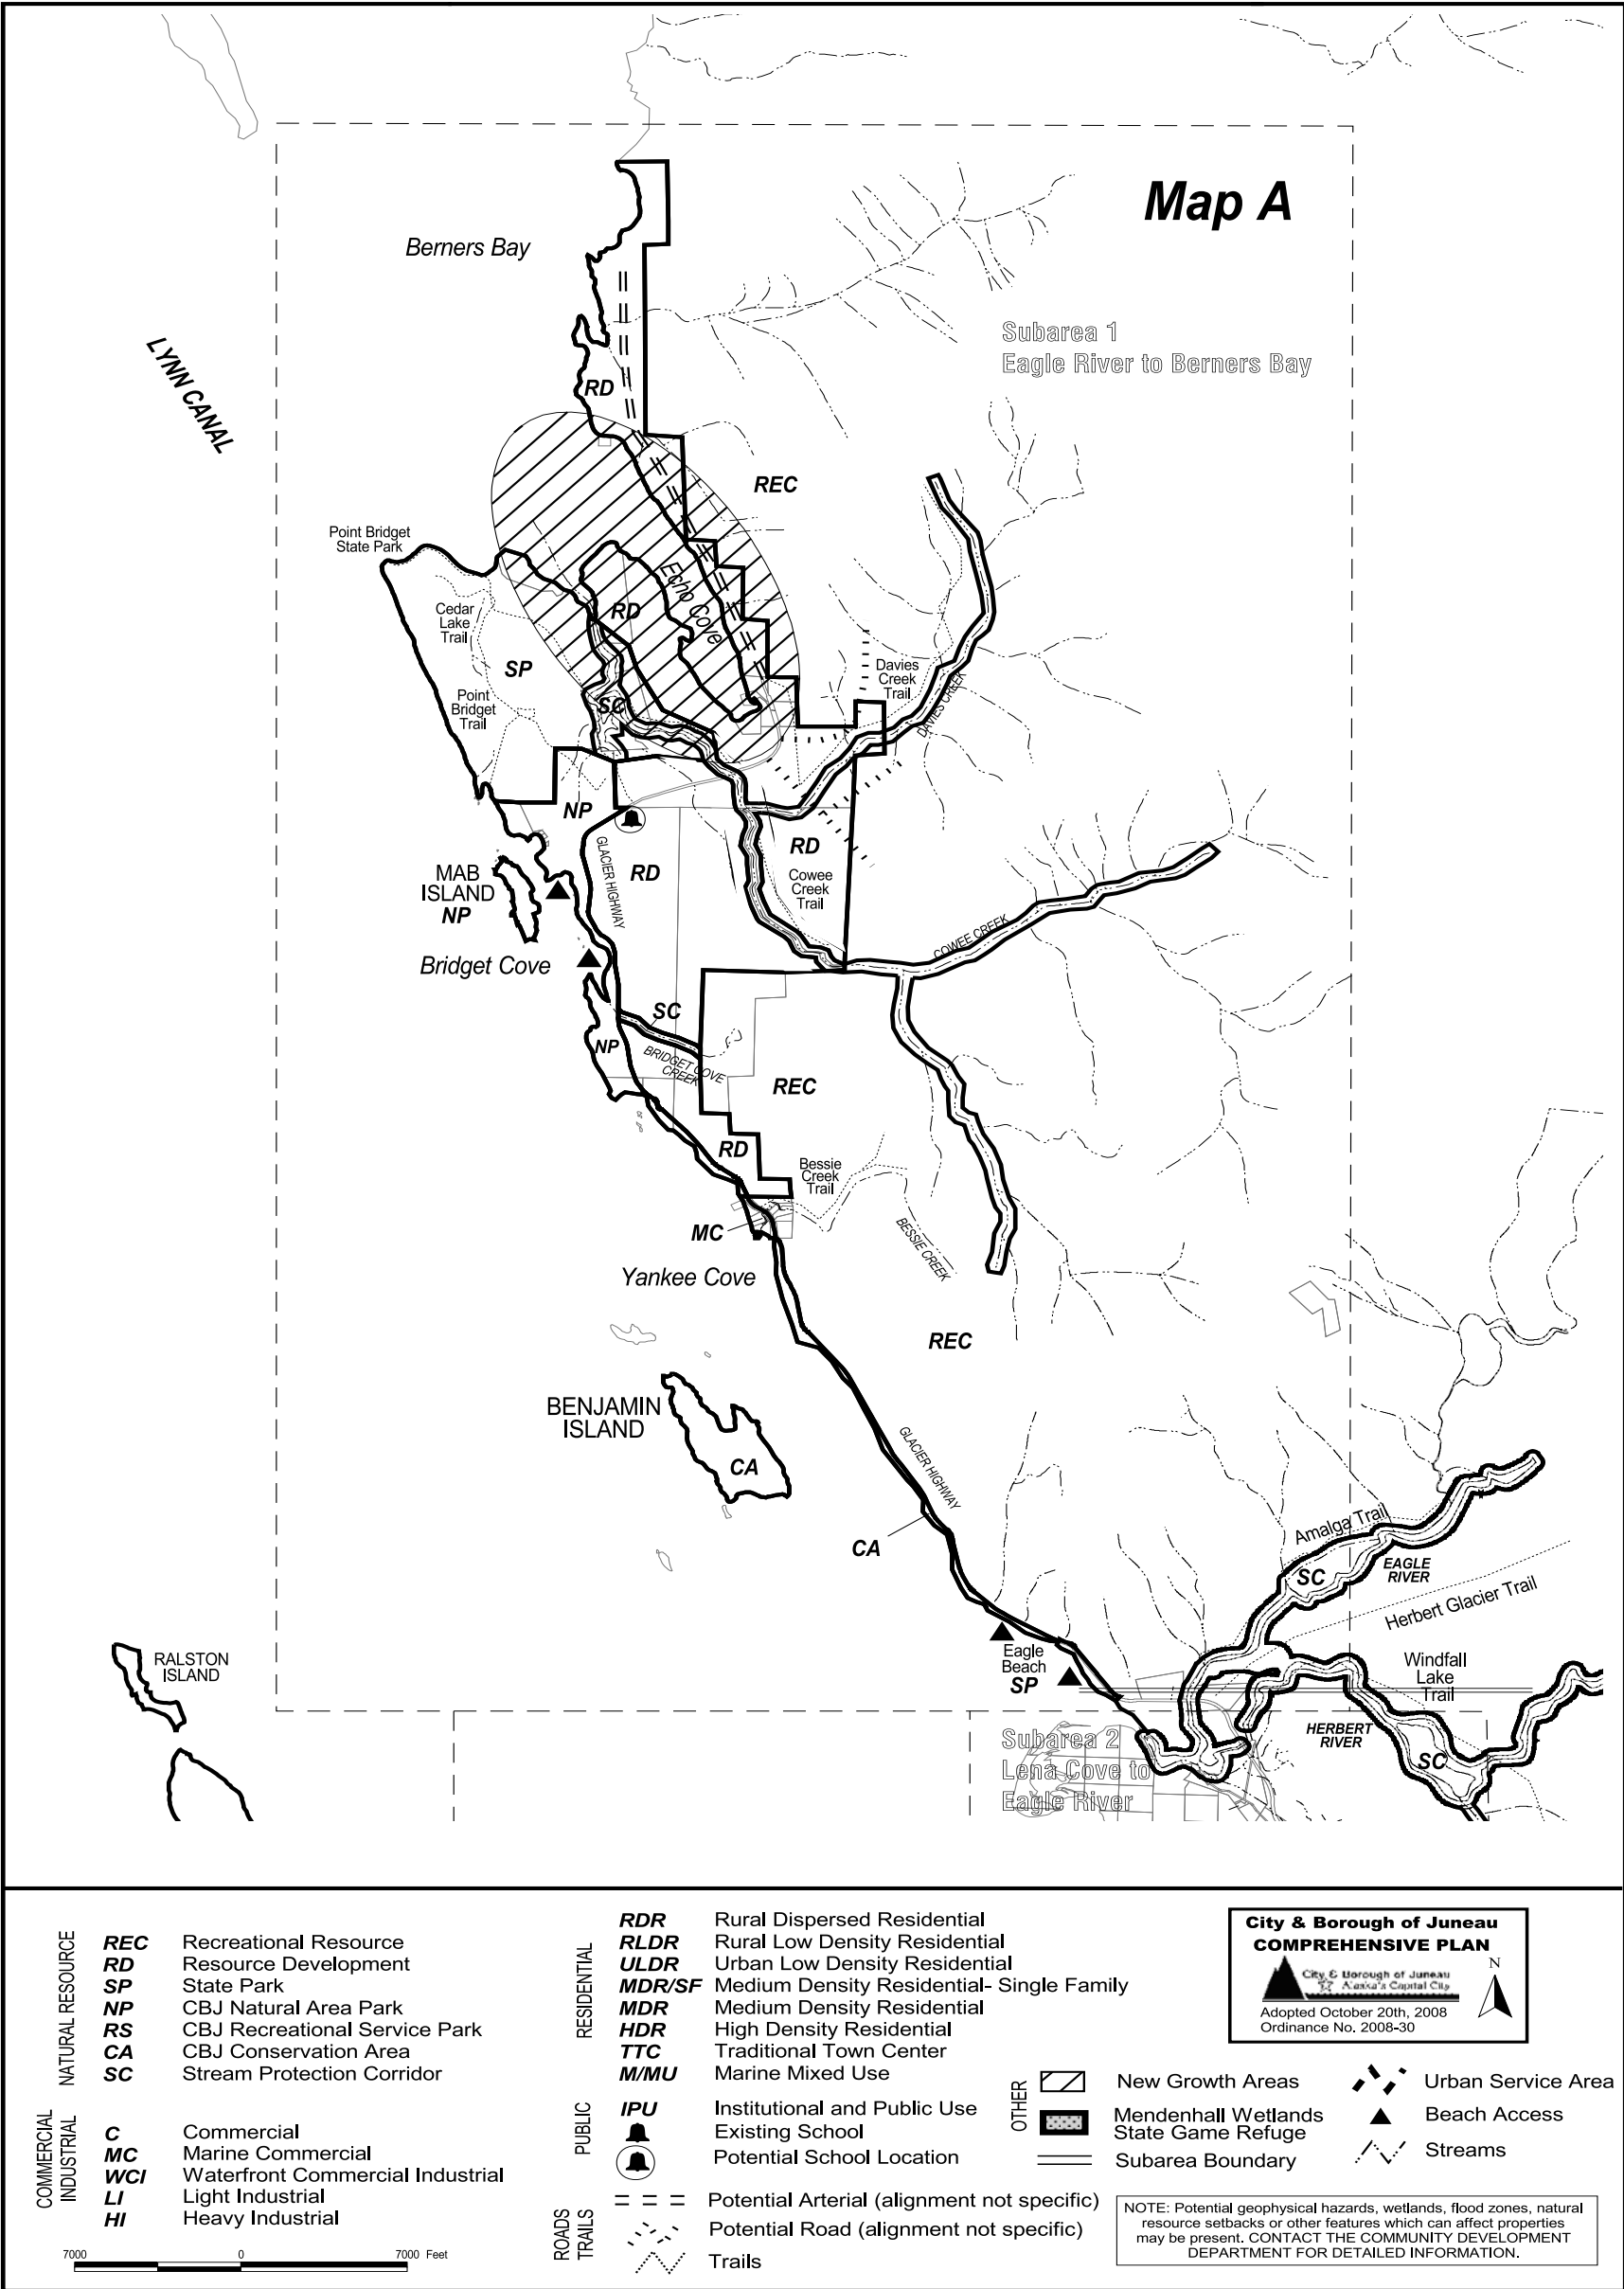 Map A
Berners Bay
LYNN CANAL
Subarea 1
Eagle River to Berners Bay
RD
REC
Point Bridget
State Park
Echo Cove
RD
Cedar
Lake
Trail
SP
Davies
Creek
Trail
DAVIES CREEK
Point
Bridget
Trail
SC
NP
GLACIER HIGHWAY
RD
RD
Cowee
Creek
Trail
MAB
ISLAND
NP
COWEE CREEK
Bridget Cove
SC
NP
BRIDGET COVE
CREEK
REC
RD
Bessie
Creek
Trail
BESSIE CREEK
MC
Yankee Cove
REC
BENJAMIN
ISLAND
CA
GLACIER HIGHWAY
CA
Amalga Trail
SC
EAGLE
RIVER
Herbert Glacier Trail
Eagle
Beach
SP
Windfall
Lake
Trail
RALSTON
ISLAND
HERBERT
RIVER
SC
Subarea 2
Lena Cove to
Eagle River
NATURAL RESOURCE
REC Recreational Resource
RD Resource Development
SP State Park
NP CBJ Natural Area Park
RS CBJ Recreational Service Park
CA CBJ Conservation Area
SC Stream Protection Corridor
COMMERCIAL
INDUSTRIAL
C Commercial
MC Marine Commercial
WCI Waterfront Commercial Industrial
LI Light Industrial
HI Heavy Industrial
7000 0 7000 Feet
RESIDENTIAL
RDR Rural Dispersed Residential
RLDR Rural Low Density Residential
ULDR Urban Low Density Residential
MDR/SF Medium Density Residential- Single Family
MDR Medium Density Residential
HDR High Density Residential
TTC Traditional Town Center
M/MU Marine Mixed Use
PUBLIC
IPU Institutional and Public Use
Existing School
Potential School Location
ROADS
TRAILS
Potential Arterial (alignment not specific)
Potential Road (alignment not specific)
Trails
OTHER
New Growth Areas
Mendenhall Wetlands
State Game Refuge
Subarea Boundary
Urban Service Area
Beach Access
Streams
City & Borough of Juneau
COMPREHENSIVE PLAN
City & Borough of Juneau
Alaska's Capital City
N
Adopted October 20th, 2008
Ordinance No. 2008-30
NOTE: Potential geophysical hazards, wetlands, flood zones, natural
resource setbacks or other features which can affect properties
may be present. CONTACT THE COMMUNITY DEVELOPMENT
DEPARTMENT FOR DETAILED INFORMATION.